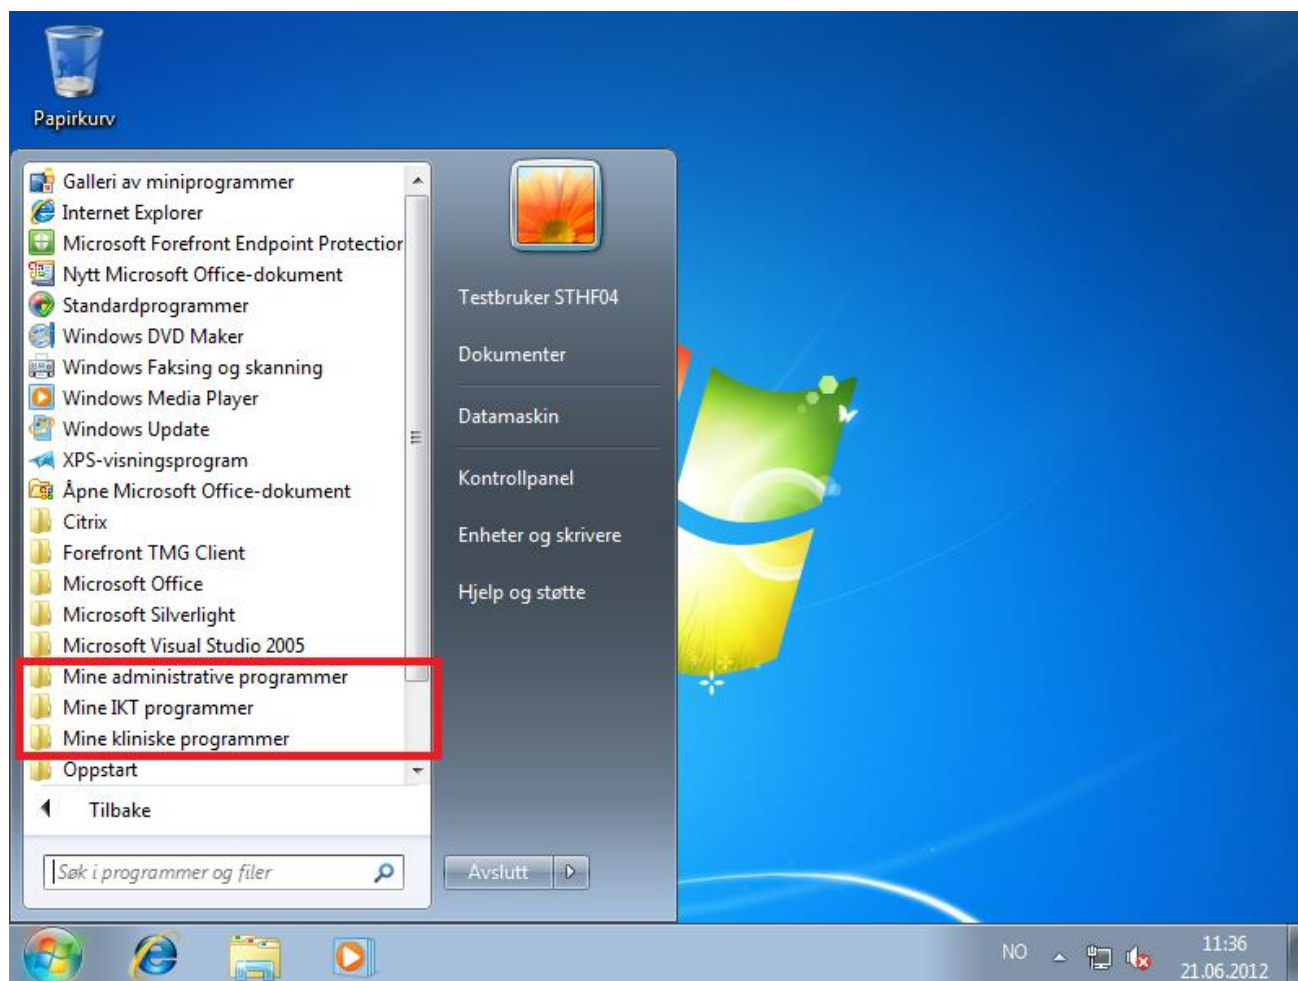 Papirkurv
Galleri av miniprogrammer
Internet Explorer
Microsoft Forefront Endpoint Protection
Nytt Microsoft Office-dokument
Standardprogrammer
Windows DVD Maker
Windows Faksing og skanning
Windows Media Player
Windows Update
XPS-visningsprogram
Åpne Microsoft Office-dokument
Citrix
Forefront TMG Client
Microsoft Office
Microsoft Silverlight
Microsoft Visual Studio 2005
Mine administrative programmer
Mine IKT programmer
Mine kliniske programmer
Oppstart
Tilbake
Søk i programmer og filer
Testbruker STHF04
Dokumenter
Datamaskin
Kontrollpanel
Enheter og skrivere
Hjelp og støtte
Avslutt
NO
11:36
21.06.2012